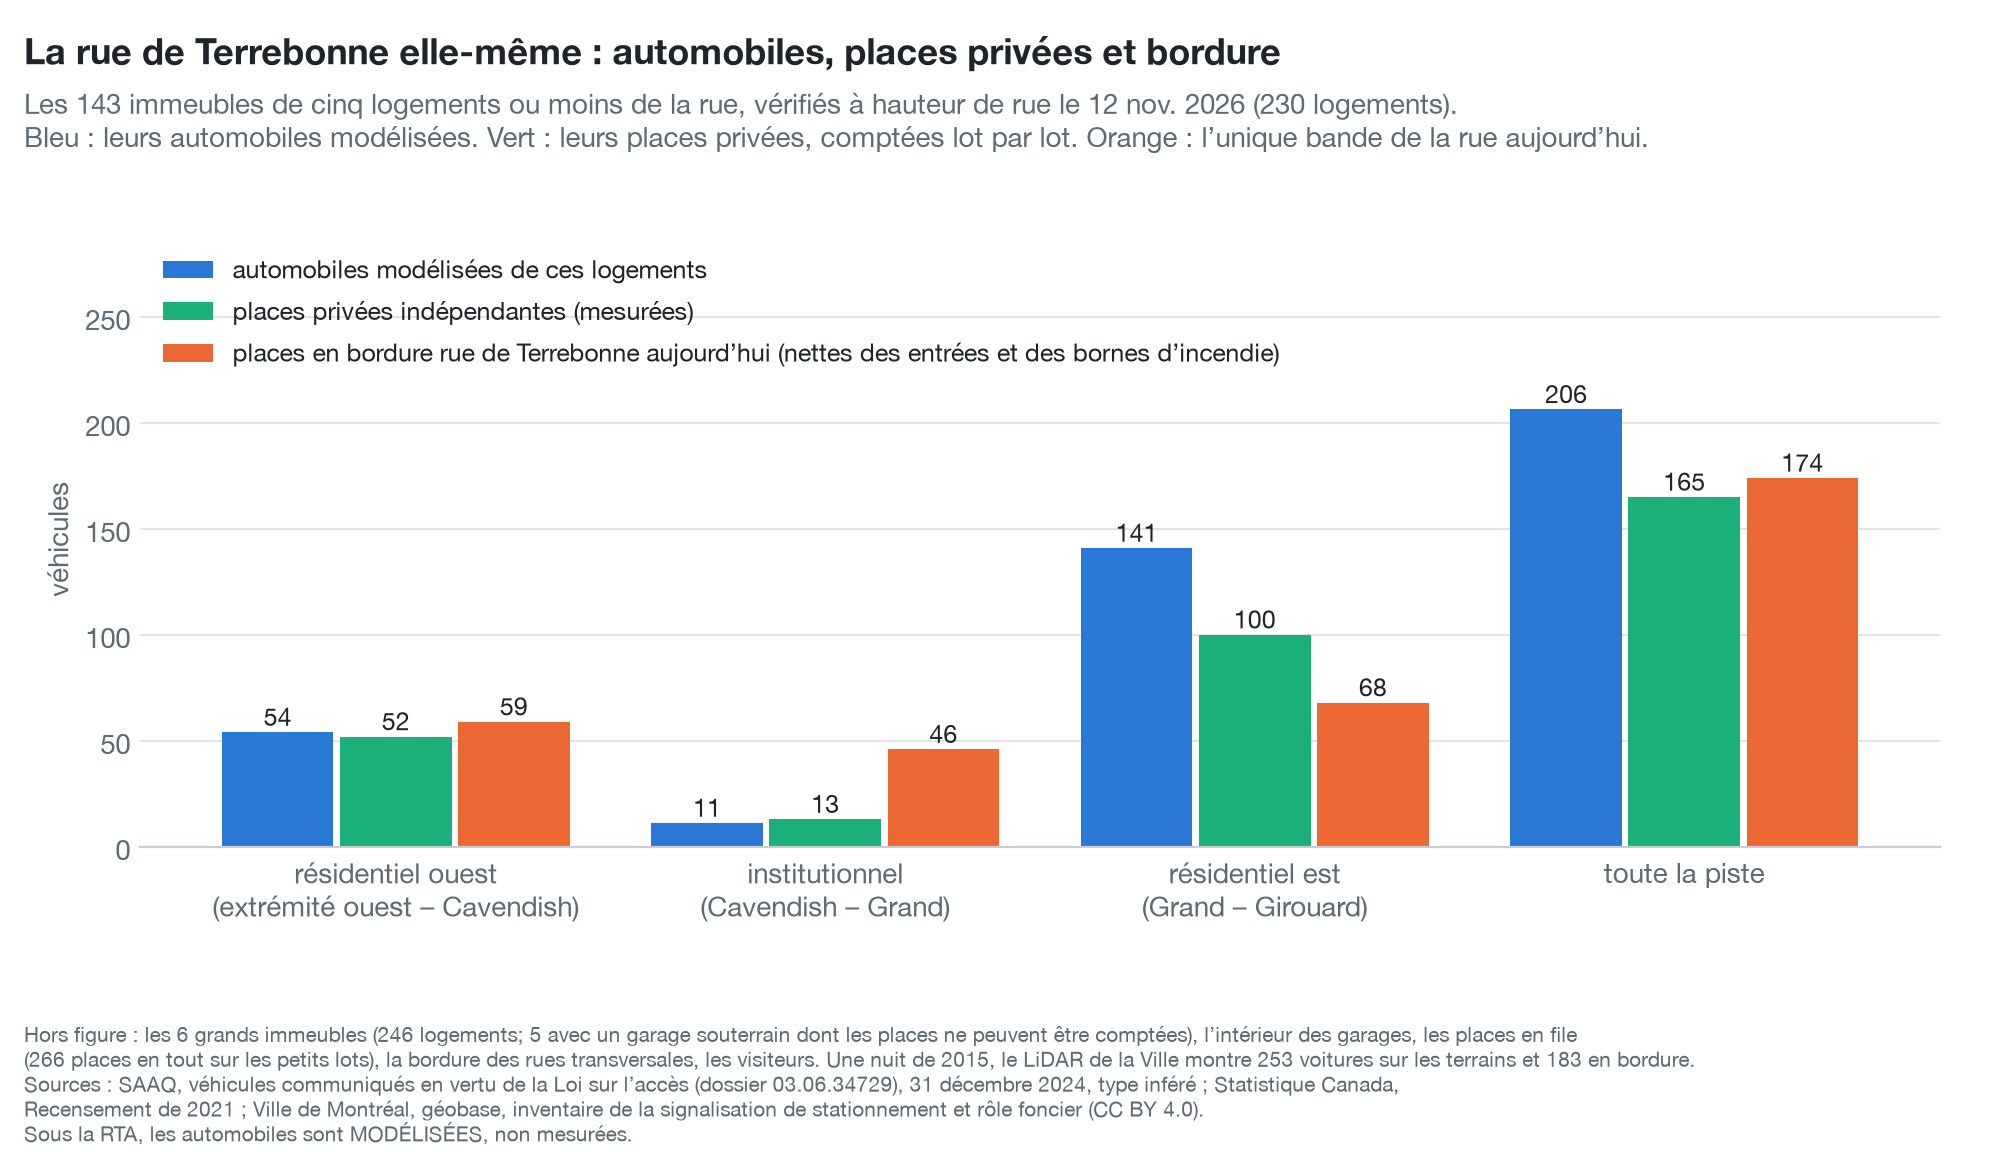 La rue de Terrebonne elle-même : automobiles, places privées et bordure
Les 143 immeubles de cinq logements ou moins de la rue, vérifiés à hauteur de rue le 12 nov. 2026 (230 logements).
Bleu : leurs automobiles modélisées. Vert : leurs places privées, comptées lot par lot. Orange : l’unique bande de la rue aujourd’hui.
automobiles modélisées de ces logements
places privées indépendantes (mesurées)
places en bordure rue de Terrebonne aujourd’hui (nettes des entrées et des bornes d’incendie)
véhicules
250
200
150
100
50
0
54
52
59
11
13
46
141
100
68
206
165
174
résidentiel ouest
(extrémité ouest – Cavendish)
institutionnel
(Cavendish – Grand)
résidentiel est
(Grand – Girouard)
toute la piste
Hors figure : les 6 grands immeubles (246 logements; 5 avec un garage souterrain dont les places ne peuvent être comptées), l’intérieur des garages, les places en file
(266 places en tout sur les petits lots), la bordure des rues transversales, les visiteurs. Une nuit de 2015, le LiDAR de la Ville montre 253 voitures sur les terrains et 183 en bordure.
Sources : SAAQ, véhicules communiqués en vertu de la Loi sur l’accès (dossier 03.06.34729), 31 décembre 2024, type inféré ; Statistique Canada,
Recensement de 2021 ; Ville de Montréal, géobase, inventaire de la signalisation de stationnement et rôle foncier (CC BY 4.0).
Sous la RTA, les automobiles sont MODÉLISÉES, non mesurées.